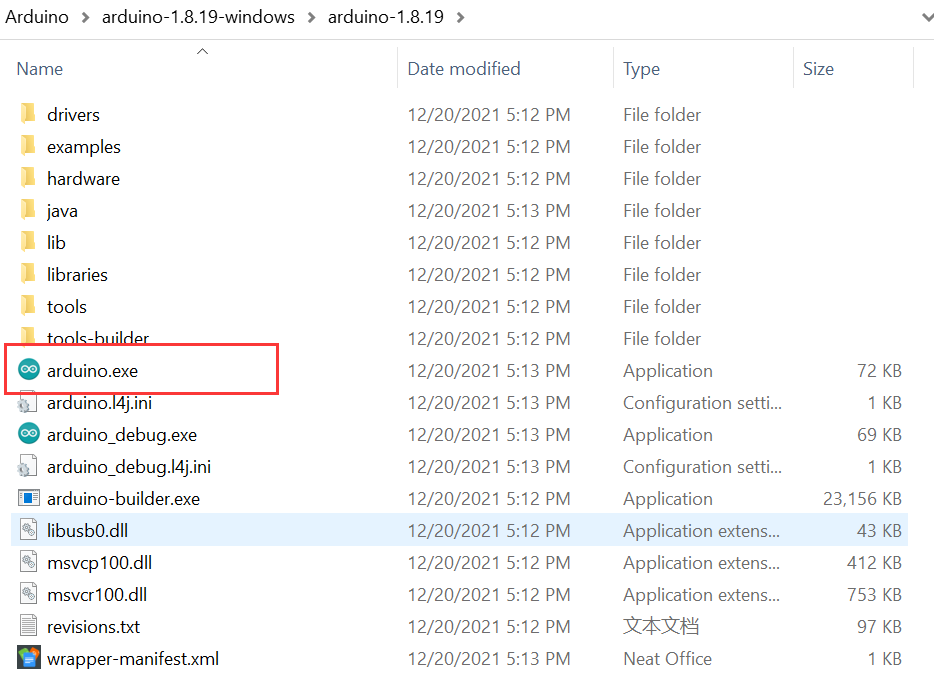 Arduino > arduino-1.8.19-windows > arduino-1.8.19 >
Name Date modified Type Size
drivers 12/20/2021 5:12 PM File folder
examples 12/20/2021 5:12 PM File folder
hardware 12/20/2021 5:12 PM File folder
java 12/20/2021 5:13 PM File folder
lib 12/20/2021 5:12 PM File folder
libraries 12/20/2021 5:12 PM File folder
tools 12/20/2021 5:12 PM File folder
tools-builder 12/20/2021 5:12 PM File folder
arduino.exe 12/20/2021 5:13 PM Application 72 KB
arduino.l4j.ini 12/20/2021 5:13 PM Configuration setti... 1 KB
arduino_debug.exe 12/20/2021 5:13 PM Application 69 KB
arduino_debug.l4j.ini 12/20/2021 5:13 PM Configuration setti... 1 KB
arduino-builder.exe 12/20/2021 5:12 PM Application 23,156 KB
libusb0.dll 12/20/2021 5:12 PM Application extens... 43 KB
msvcp100.dll 12/20/2021 5:12 PM Application extens... 412 KB
msvcr100.dll 12/20/2021 5:12 PM Application extens... 753 KB
revisions.txt 12/20/2021 5:12 PM 文本文档 97 KB
wrapper-manifest.xml 12/20/2021 5:13 PM Neat Office 1 KB